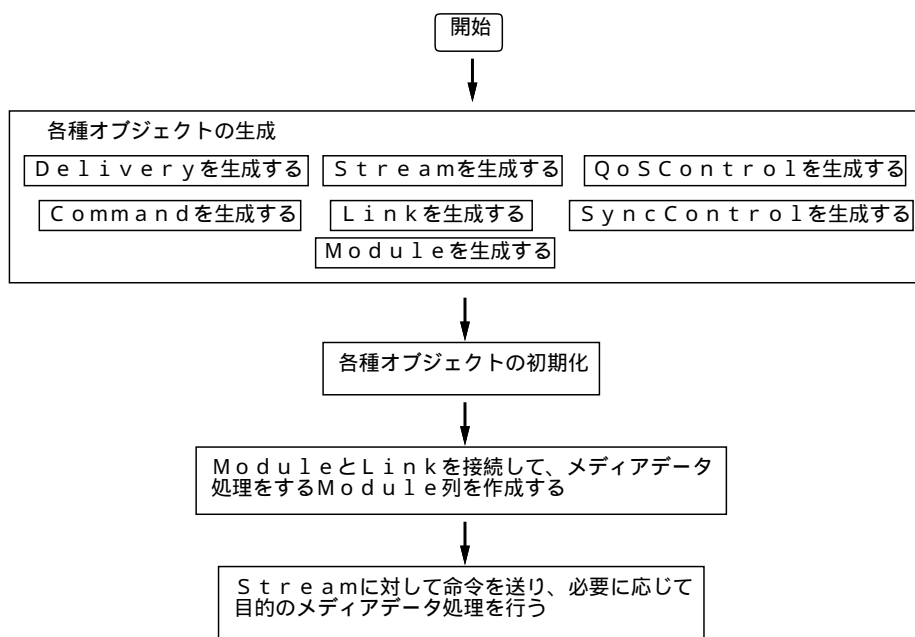 開始
各種オブジェクトの生成
Ｄｅｌｉｖｅｒｙを生成する
Ｓｔｒｅａｍを生成する
ＱｏＳＣｏｎｔｒｏｌを生成する
Ｃｏｍｍａｎｄを生成する
Ｌｉｎｋを生成する
ＳｙｎｃＣｏｎｔｒｏｌを生成する
Ｍｏｄｕｌｅを生成する
各種オブジェクトの初期化
ＭｏｄｕｌｅとＬｉｎｋを接続して、メディアデータ
処理をするＭｏｄｕｌｅ列を作成する
Ｓｔｒｅａｍに対して命令を送り、必要に応じて
目的のメディアデータ処理を行う